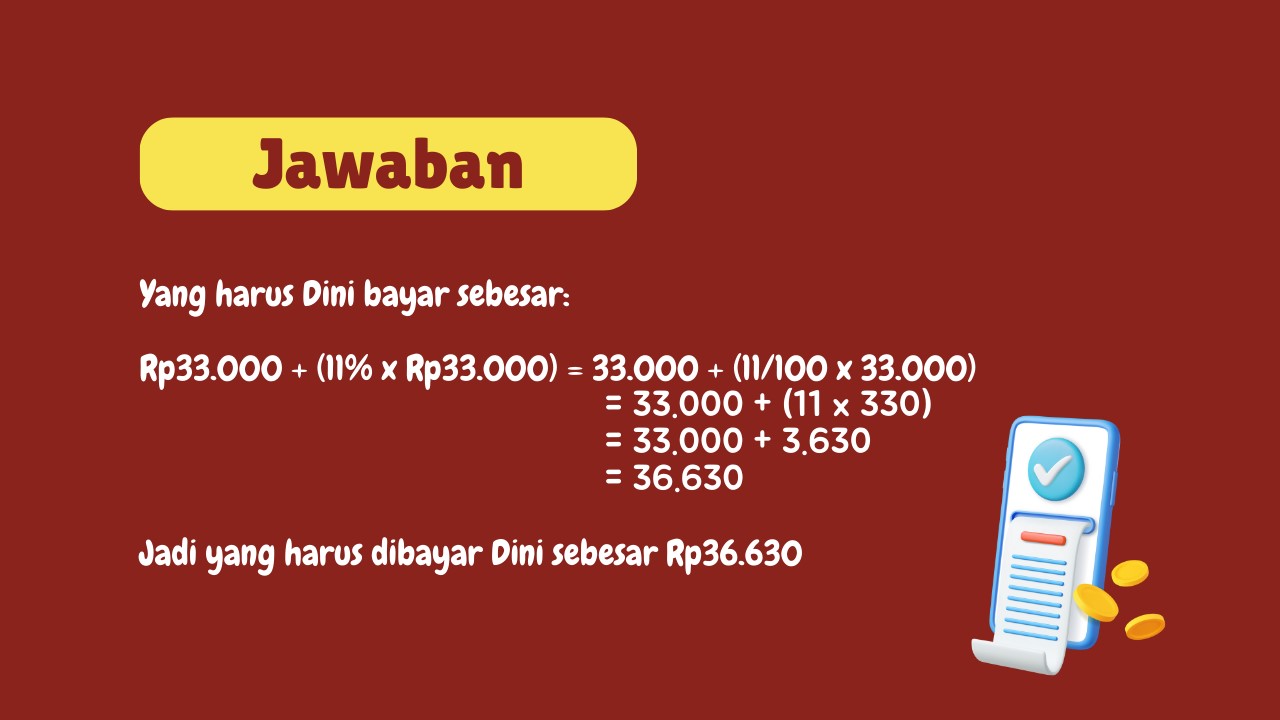 Jawaban
Yang harus Dini bayar sebesar:
Rp33.000 + (11% x Rp33.000) = 33.000 + (11/100 x 33.000)
= 33.000 + (11 x 330)
= 33.000 + 3.630
= 36.630
Jadi yang harus dibayar Dini sebesar Rp36.630